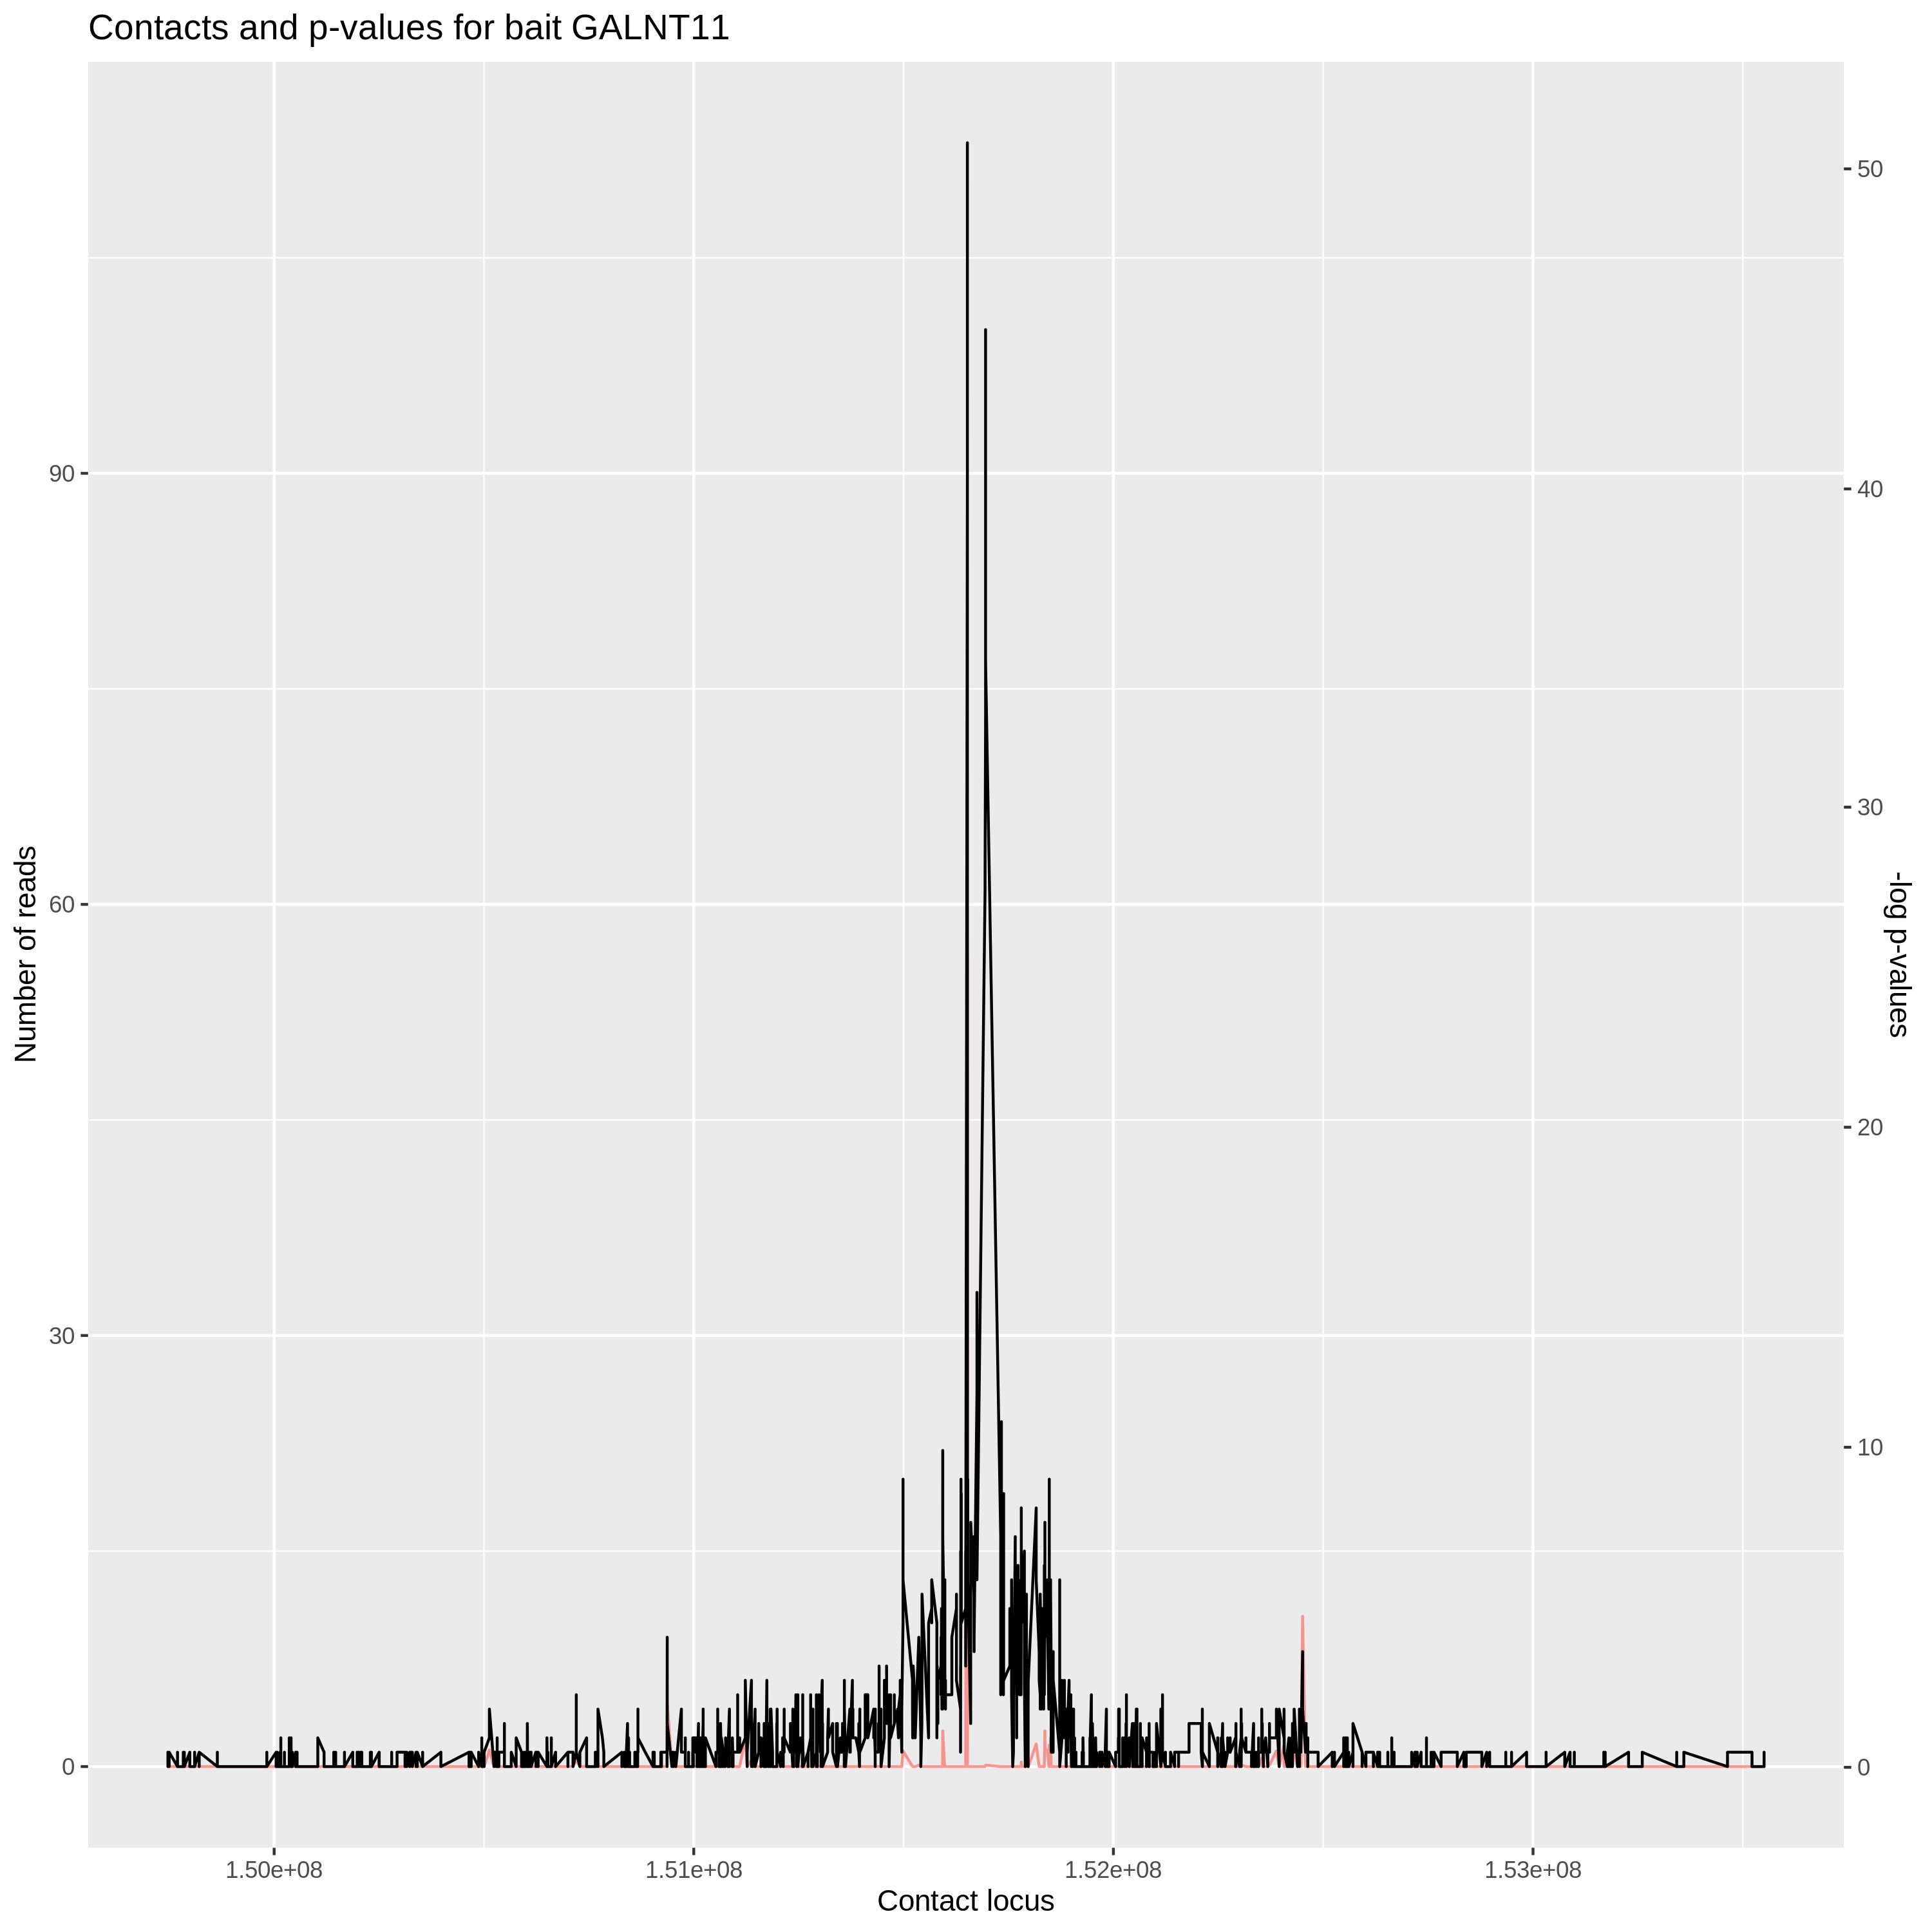 Contacts and p-values for bait GALNT11
Number of reads
90
60
30
0
50
40
30
20
10
0
-log p-values
1.50e+08 1.51e+08 1.52e+08 1.53e+08
Contact locus